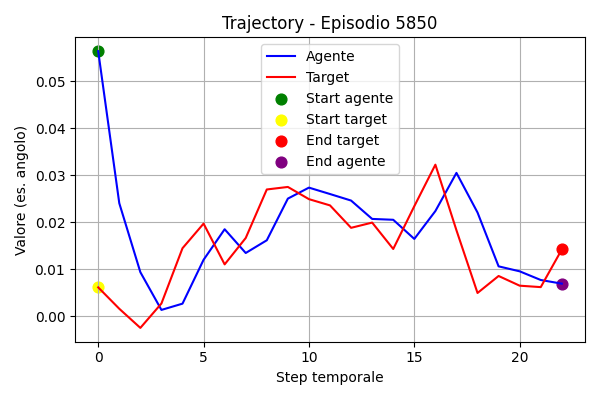 Trajectory - Episodio 5850
Agente
Target
Start agente
Start target
End target
End agente
Valore (es. angolo)
0.05
0.04
0.03
0.02
0.01
0.00
0
5
10
15
20
Step temporale